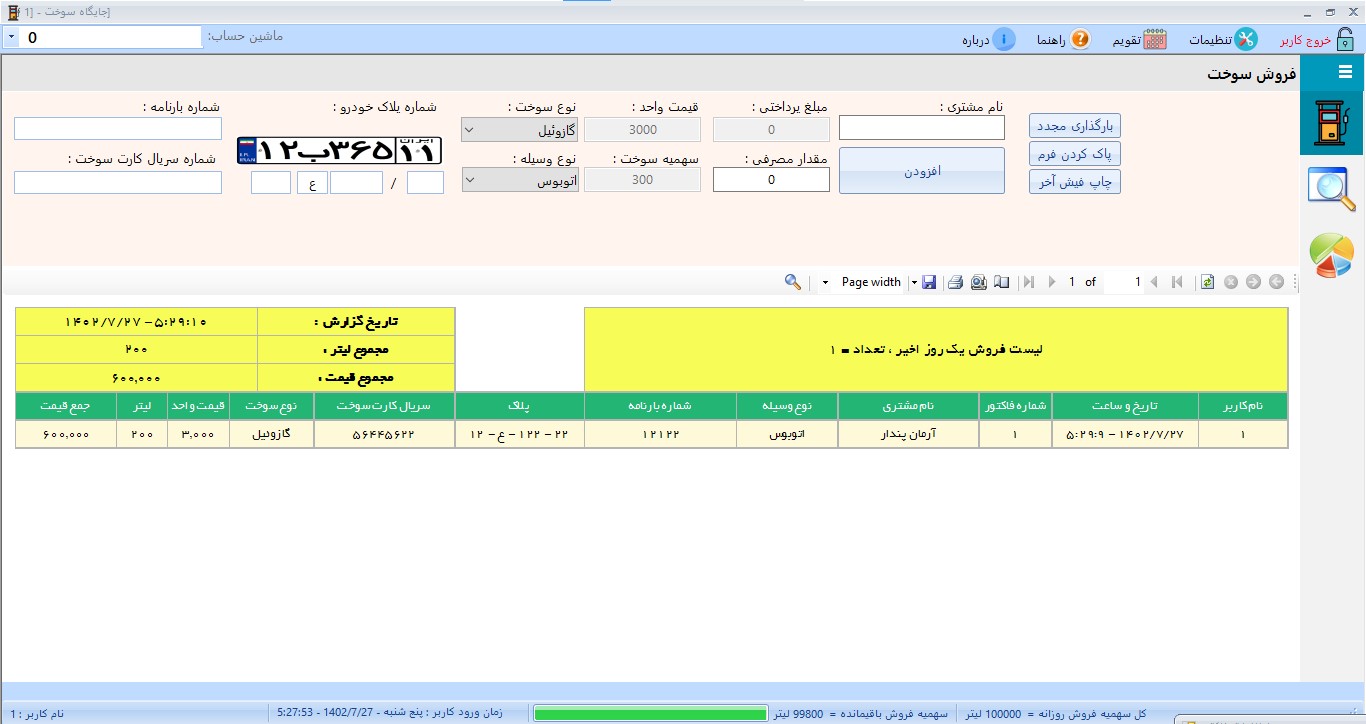 [جایگاه سوخت - [1
خروج کاربر تنظیمات تقویم راهنما درباره ماشین حساب: 0
فروش سوخت
نام مشتری : مبلغ پرداختی : قیمت واحد : نوع سوخت : شماره پلاک خودرو : شماره بارنامه :
بارگذاری مجدد 0 3000 گازوئیل
ایران ۱۱ ۳۶۵ب۱۲ I.R. IRAN
پاک کردن فرم افزودن مقدار مصرفی : سهمیه سوخت : نوع وسیله : شماره سریال کارت سوخت :
چاپ فیش آخر 0 300 اتوبوس / ع
1 of 1 Page width
لیست فروش یک روز اخیر ، تعداد = ۱
تاریخ گزارش : ۱۴۰۲/۷/۲۷ – ۵:۲۹:۱۰
مجموع لیتر : ۲۰۰
مجموع قیمت : ۶۰۰,۰۰۰
نام کاربر تاریخ و ساعت شماره فاکتور نام مشتری نوع وسیله شماره بارنامه پلاک سریال کارت سوخت نوع سوخت قیمت واحد لیتر جمع قیمت
۱ ۱۴۰۲/۷/۲۷ – ۵:۲۹:۹ ۱ آرمان پندار اتوبوس ۱۲۱۲۲ ۲۲ – ۱۲۲ – ع – ۱۲ ۵۶۴۴۵۶۲۲ گازوئیل ۳,۰۰۰ ۲۰۰ ۶۰۰,۰۰۰
کل سهمیه فروش روزانه = 100000 لیتر سهمیه فروش باقیمانده = 99800 لیتر زمان ورود کاربر : پنج شنبه - 1402/7/27 - 5:27:53 نام کاربر : 1